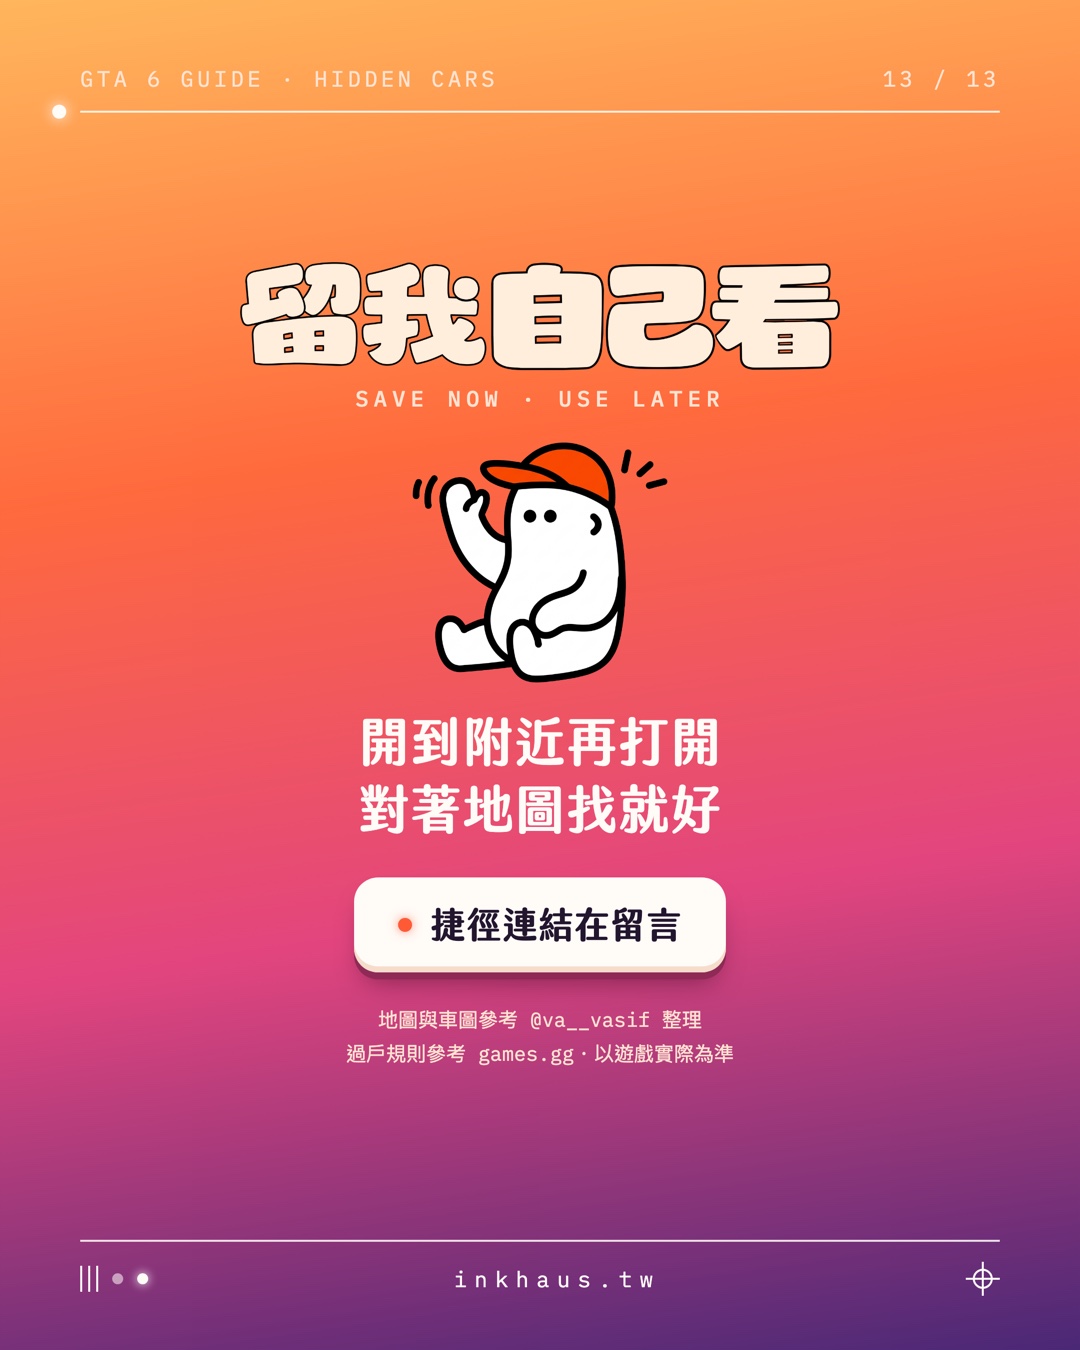 GTA 6 GUIDE · HIDDEN CARS
13 / 13
留我自己看
SAVE NOW · USE LATER
開到附近再打開
對著地圖找就好
捷徑連結在留言
地圖與車圖參考 @va__vasif 整理
過戶規則參考 games.gg · 以遊戲實際為準
inkhaus.tw